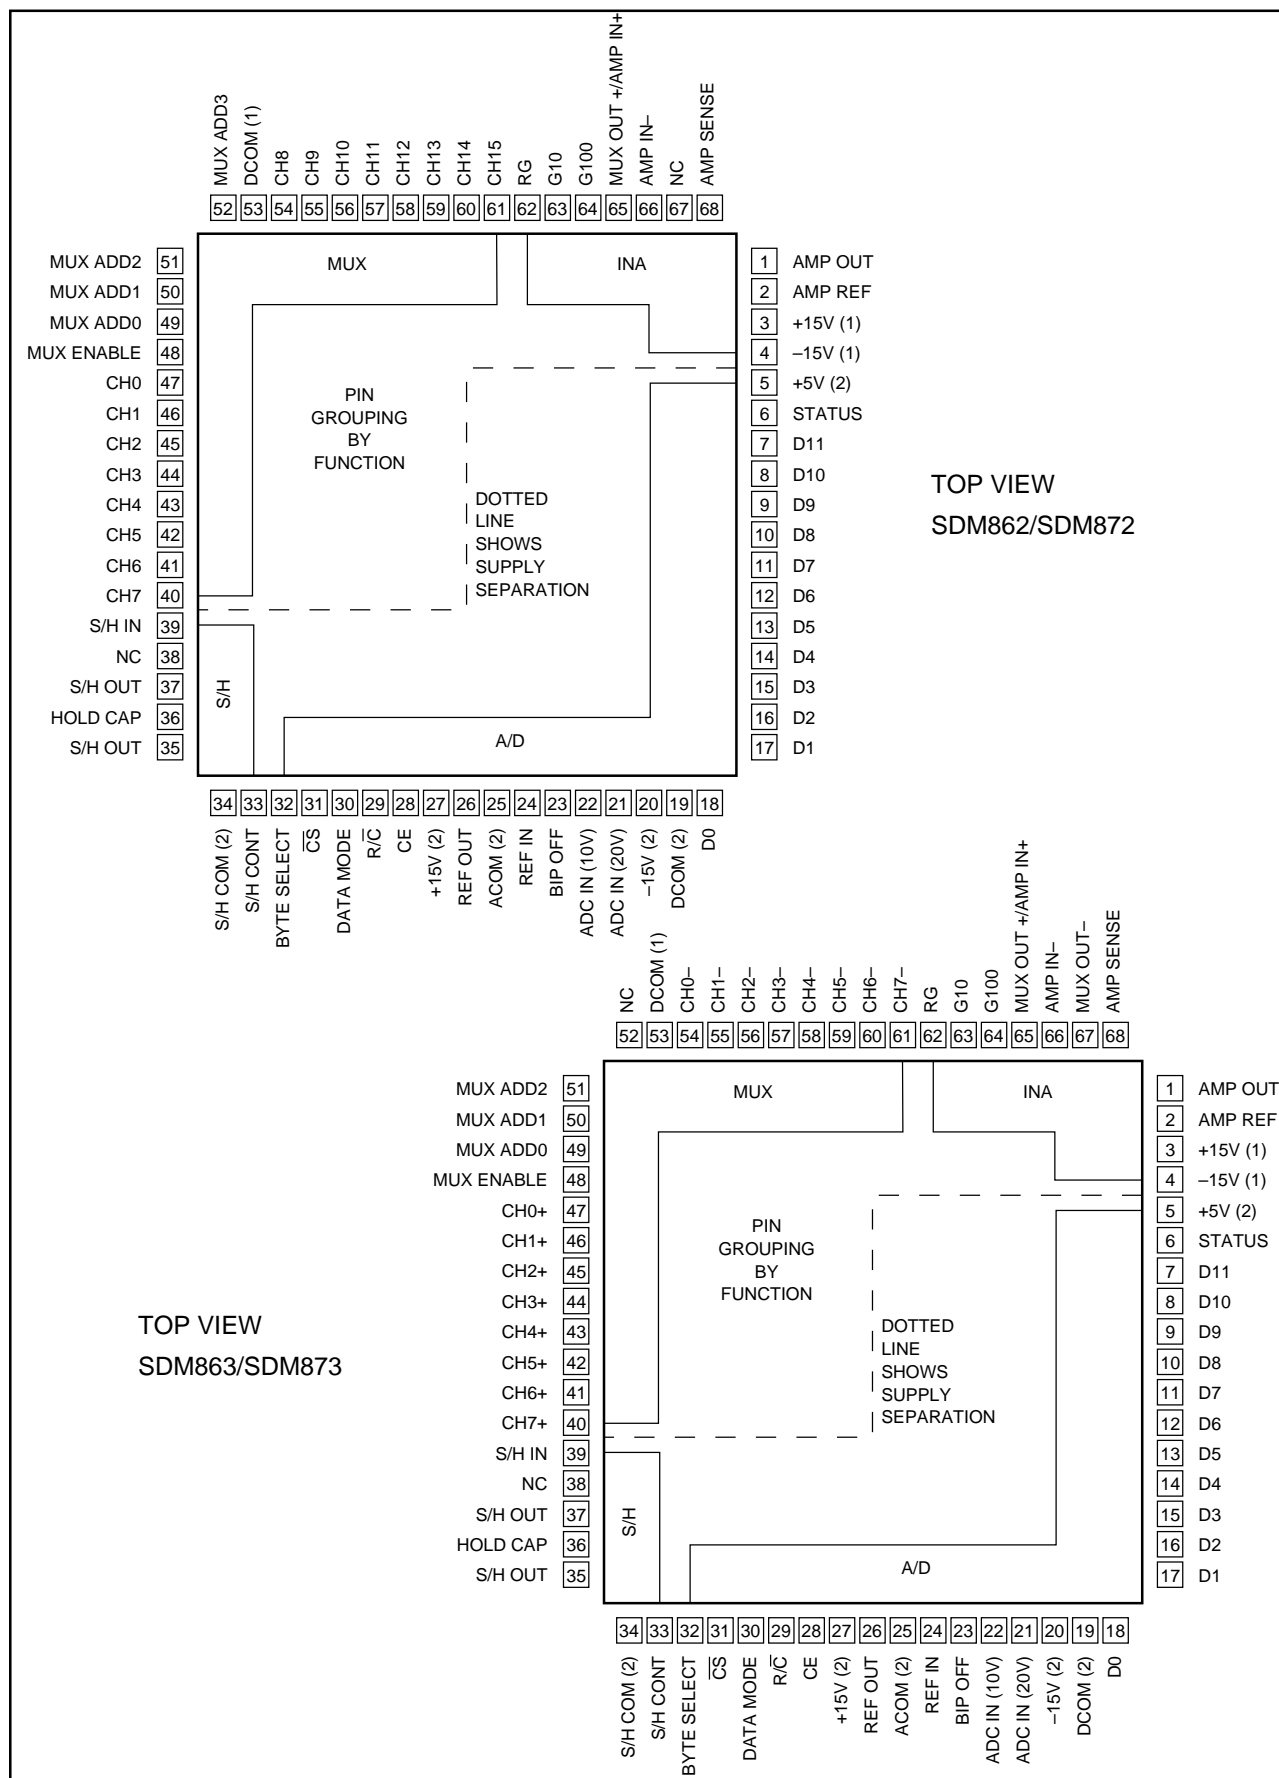 MUX ADD3
DCOM (1)
CH8
CH9
CH10
CH11
CH12
CH13
CH14
CH15
RG
G10
G100
MUX OUT +/AMP IN+
AMP IN–
NC
AMP SENSE
52 53 54 55 56 57 58 59 60 61 62 63 64 65 66 67 68
MUX ADD2 51
MUX ADD1 50
MUX ADD0 49
MUX ENABLE 48
CH0 47
CH1 46
CH2 45
CH3 44
CH4 43
CH5 42
CH6 41
CH7 40
S/H IN 39
NC 38
S/H OUT 37
HOLD CAP 36
S/H OUT 35
MUX
INA
PIN
GROUPING
BY
FUNCTION
DOTTED
LINE
SHOWS
SUPPLY
SEPARATION
S/H
A/D
1 AMP OUT
2 AMP REF
3 +15V (1)
4 –15V (1)
5 +5V (2)
6 STATUS
7 D11
8 D10
9 D9
10 D8
11 D7
12 D6
13 D5
14 D4
15 D3
16 D2
17 D1
TOP VIEW
SDM862/SDM872
34 33 32 31 30 29 28 27 26 25 24 23 22 21 20 19 18
S/H COM (2)
S/H CONT
BYTE SELECT
C̅S̅
DATA MODE
R/C̅
CE
+15V (2)
REF OUT
ACOM (2)
REF IN
BIP OFF
ADC IN (10V)
ADC IN (20V)
–15V (2)
DCOM (2)
D0
NC
DCOM (1)
CH0–
CH1–
CH2–
CH3–
CH4–
CH5–
CH6–
CH7–
RG
G10
G100
MUX OUT +/AMP IN+
AMP IN–
MUX OUT–
AMP SENSE
52 53 54 55 56 57 58 59 60 61 62 63 64 65 66 67 68
MUX ADD2 51
MUX ADD1 50
MUX ADD0 49
MUX ENABLE 48
CH0+ 47
CH1+ 46
CH2+ 45
CH3+ 44
CH4+ 43
CH5+ 42
CH6+ 41
CH7+ 40
S/H IN 39
NC 38
S/H OUT 37
HOLD CAP 36
S/H OUT 35
MUX
INA
PIN
GROUPING
BY
FUNCTION
DOTTED
LINE
SHOWS
SUPPLY
SEPARATION
S/H
A/D
1 AMP OUT
2 AMP REF
3 +15V (1)
4 –15V (1)
5 +5V (2)
6 STATUS
7 D11
8 D10
9 D9
10 D8
11 D7
12 D6
13 D5
14 D4
15 D3
16 D2
17 D1
TOP VIEW
SDM863/SDM873
34 33 32 31 30 29 28 27 26 25 24 23 22 21 20 19 18
S/H COM (2)
S/H CONT
BYTE SELECT
C̅S̅
DATA MODE
R/C̅
CE
+15V (2)
REF OUT
ACOM (2)
REF IN
BIP OFF
ADC IN (10V)
ADC IN (20V)
–15V (2)
DCOM (2)
D0